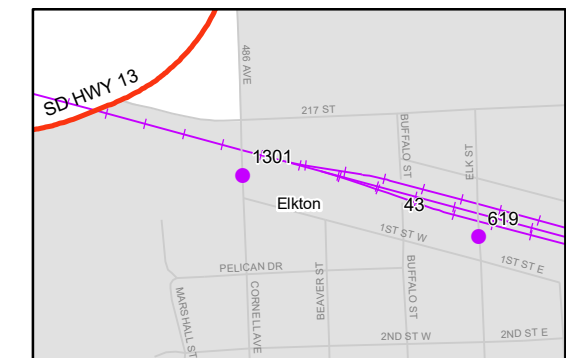 486 AVE
SD HWY 13
217 ST
BUFFALO ST
ELK ST
1301
Elkton
43
619
1ST ST W
1ST ST E
PELICAN DR
MARSHALL ST
CORNELL AVE
BEAVER ST
BUFFALO ST
2ND ST W
2ND ST E